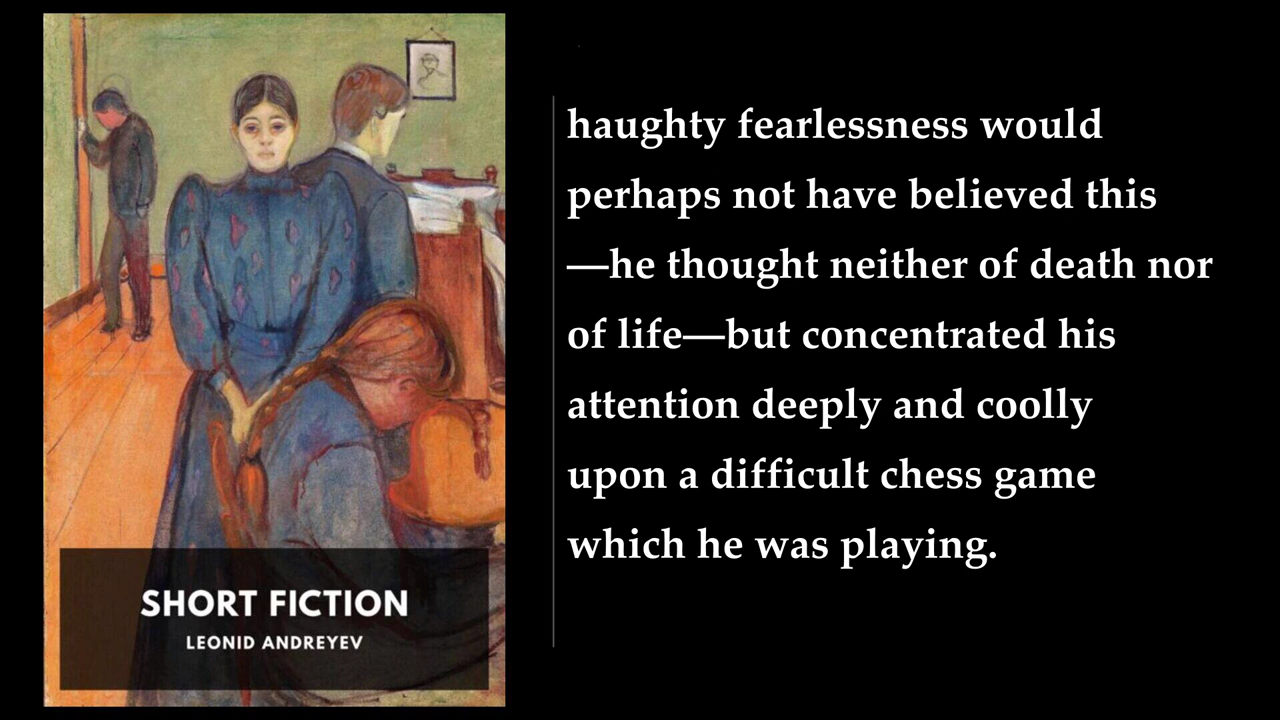 SHORT FICTION
LEONID ANDREYEV
haughty fearlessness would
perhaps not have believed this
—he thought neither of death nor
of life—but concentrated his
attention deeply and coolly
upon a difficult chess game
which he was playing.